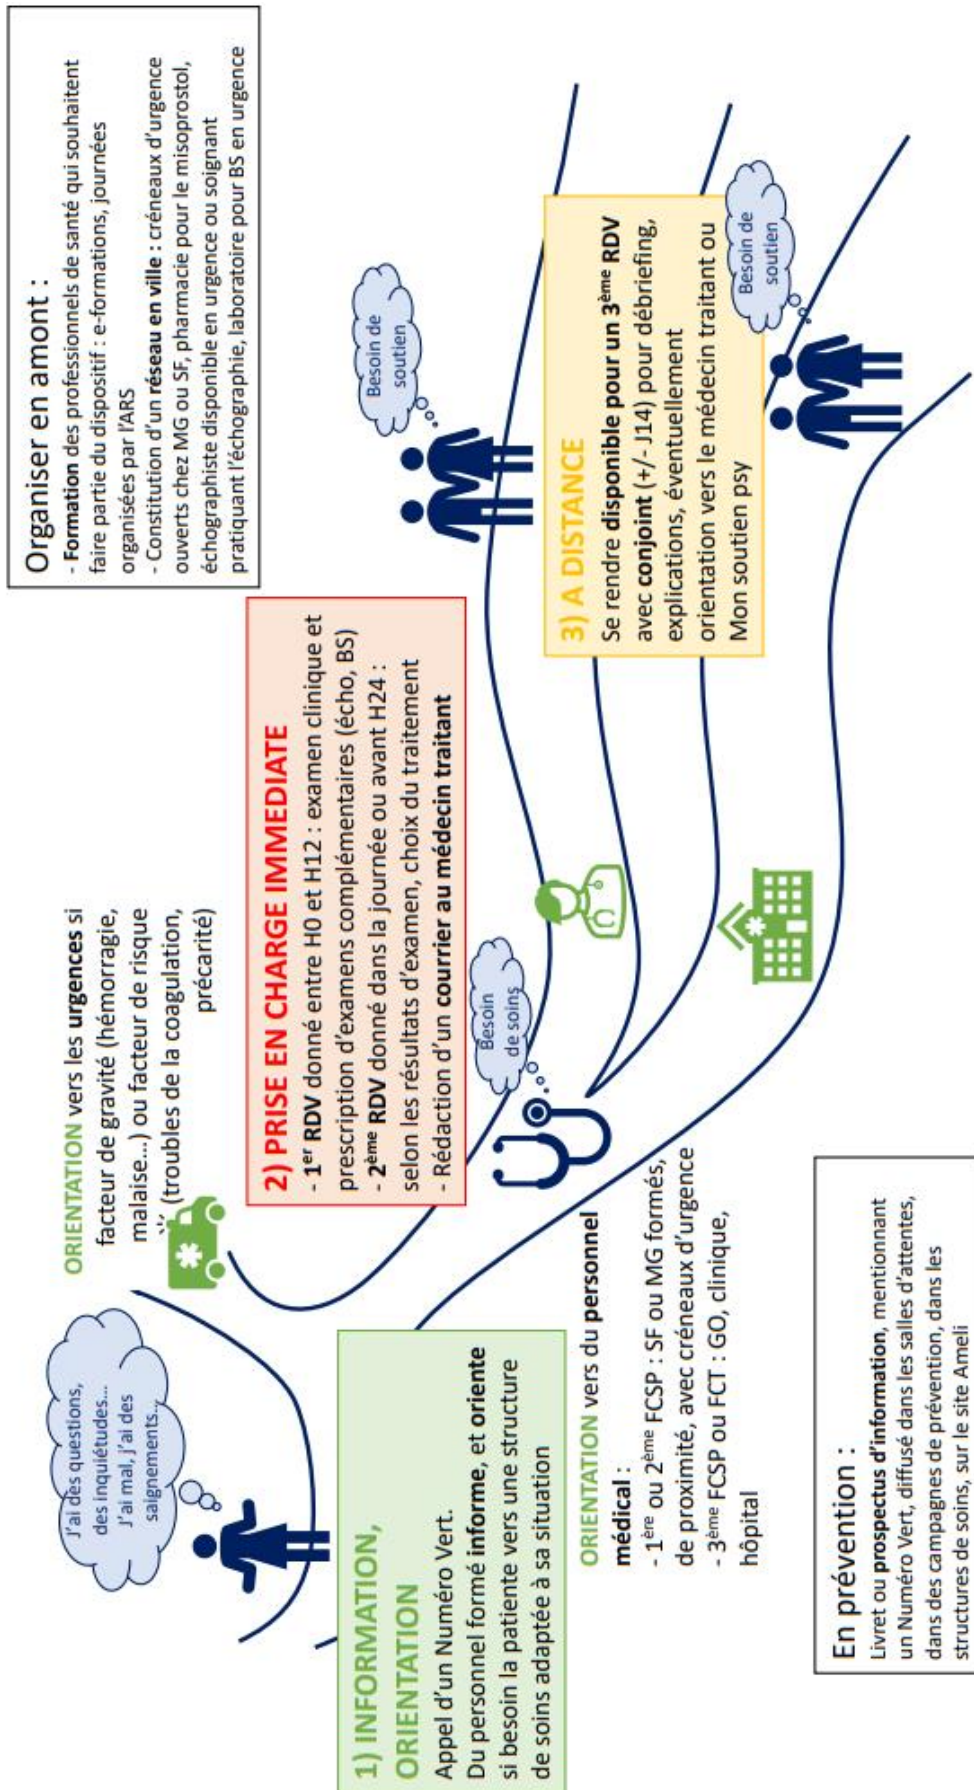 J'ai des questions,
des inquiétudes...
J'ai mal, j'ai des
saignements...
ORIENTATION vers les urgences si
facteur de gravité (hémorragie,
malaise...) ou facteur de risque
(troubles de la coagulation,
précarité)
Organiser en amont :
- Formation des professionnels de santé qui souhaitent
faire partie du dispositif : e-formations, journées
organisées par l'ARS
- Constitution d'un réseau en ville : créneaux d'urgence
ouverts chez MG ou SF, pharmacie pour le misoprostol,
échographiste disponible en urgence ou soignant
pratiquant l'échographie, laboratoire pour BS en urgence
1) INFORMATION,
ORIENTATION
Appel d'un Numéro Vert.
Du personnel formé informe, et oriente
si besoin la patiente vers une structure
de soins adaptée à sa situation
2) PRISE EN CHARGE IMMEDIATE
- 1er RDV donné entre H0 et H12 : examen clinique et
prescription d'examens complémentaires (écho, BS)
- 2ème RDV donné dans la journée ou avant H24 :
selon les résultats d'examen, choix du traitement
- Rédaction d'un courrier au médecin traitant
Besoin de
soutien
Besoin
de soins
ORIENTATION vers du personnel
médical :
- 1ère ou 2ème FCSP : SF ou MG formés,
de proximité, avec créneaux d'urgence
- 3ème FCSP ou FCT : GO, clinique,
hôpital
3) A DISTANCE
Se rendre disponible pour un 3ème RDV
avec conjoint (+/- J14) pour débriefing,
explications, éventuellement
orientation vers le médecin traitant ou
Mon soutien psy
Besoin de
soutien
En prévention :
Livret ou prospectus d'information, mentionnant
un Numéro Vert, diffusé dans les salles d'attentes,
dans des campagnes de prévention, dans les
structures de soins, sur le site Ameli